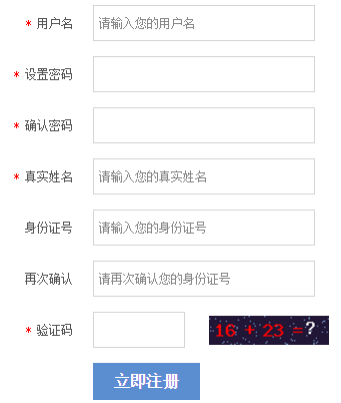 * 用户名 请输入您的用户名
* 设置密码
* 确认密码
* 真实姓名 请输入您的真实姓名
身份证号 请输入您的身份证号
再次确认 请再次确认您的身份证号
* 验证码 16 + 23 =?
立即注册